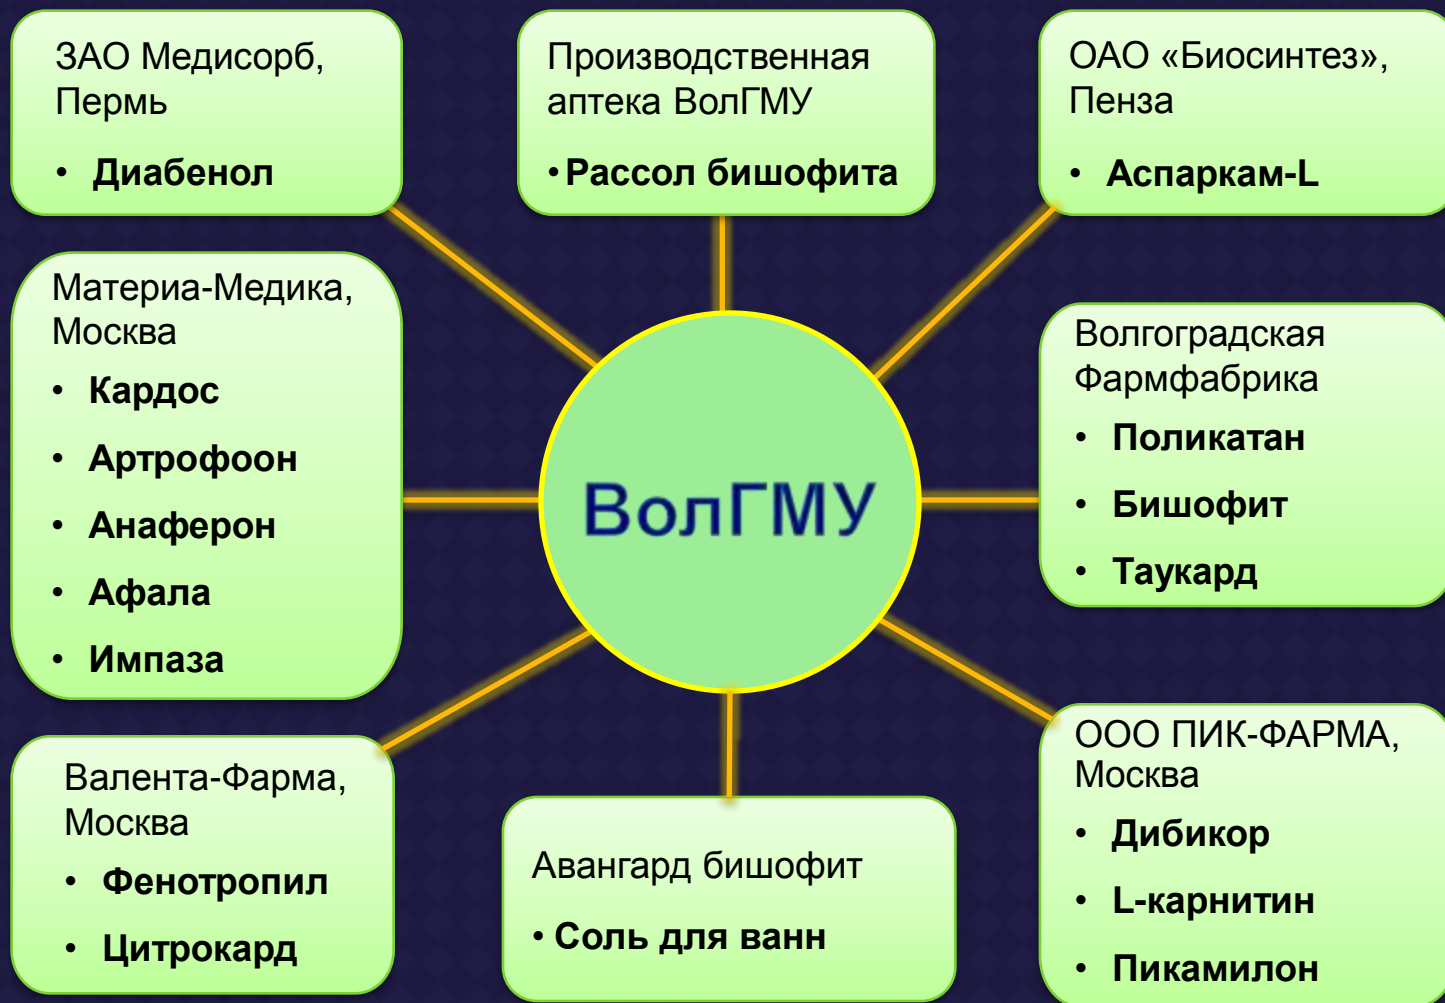 ЗАО Медисорб,
Пермь
• Диабенол
Производственная
аптека ВолГМУ
• Рассол бишофита
ОАО «Биосинтез»,
Пенза
• Аспаркам-L
Материа-Медика,
Москва
• Кардос
• Артрофоон
• Анаферон
• Афала
• Импаза
ВолГМУ
Волгоградская
Фармфабрика
• Поликатан
• Бишофит
• Таукард
Валента-Фарма,
Москва
• Фенотропил
• Цитрокард
Авангард бишофит
• Соль для ванн
ООО ПИК-ФАРМА,
Москва
• Дибикор
• L-карнитин
• Пикамилон